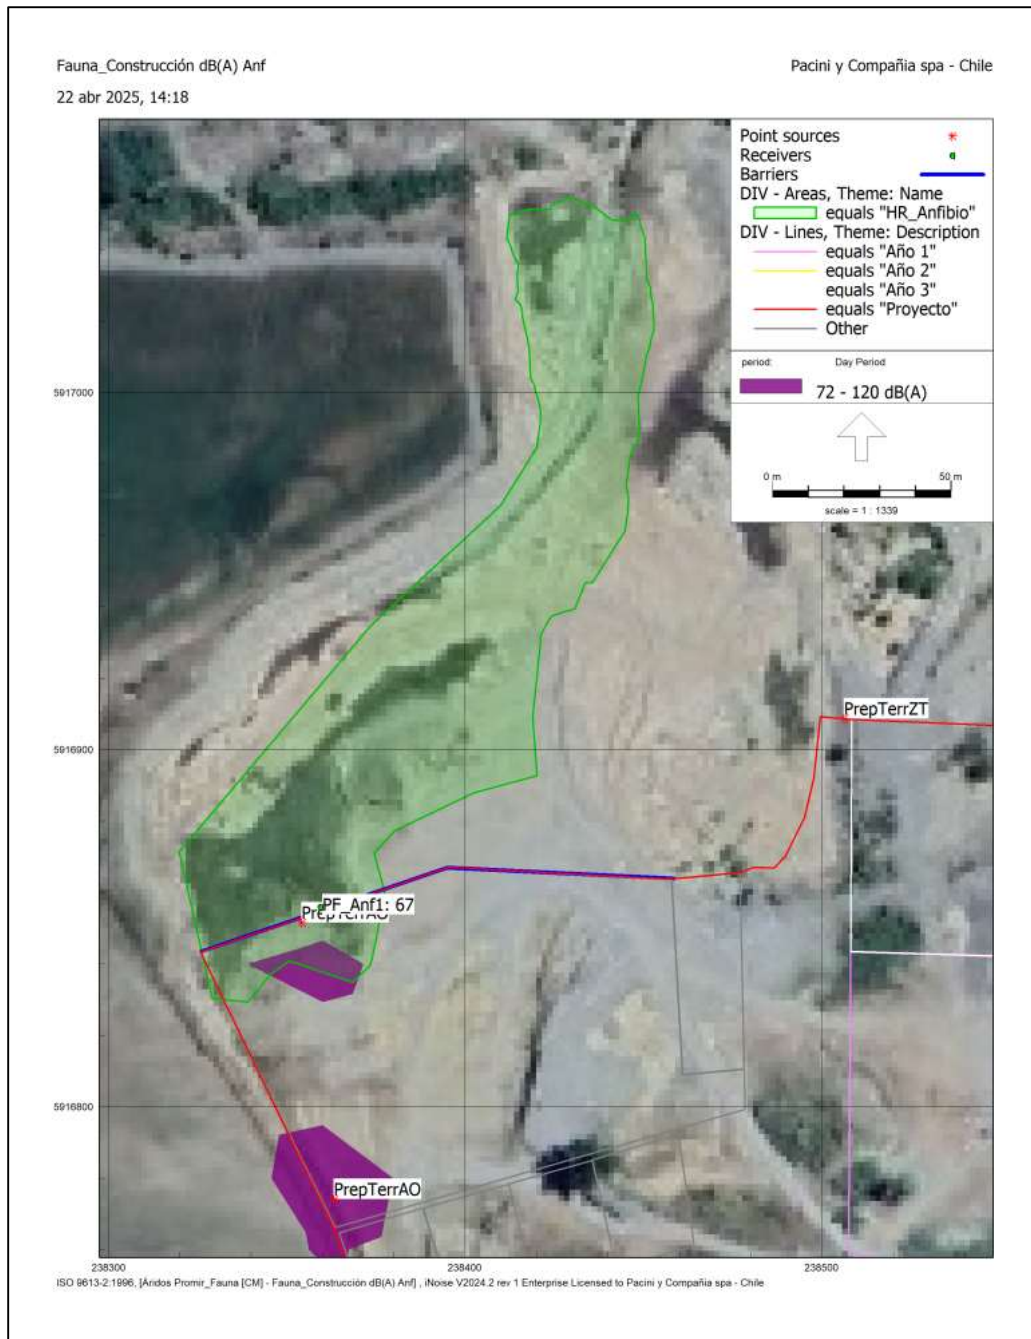 Fauna_Construcción dB(A) Anf
Pacini y Compañia spa - Chile
22 abr 2025, 14:18
Point sources
Receivers
Barriers
DIV - Areas, Theme: Name
equals "HR_Anfibio"
DIV - Lines, Theme: Description
equals "Año 1"
equals "Año 2"
equals "Año 3"
equals "Proyecto"
Other
period: Day Period
72 - 120 dB(A)
0 m 50 m
scale = 1 : 1339
5917000
5916900
5916800
PrepTerrZT
PF_Anf1: 67
PrepTerrAO
PrepTerrAO
238300 238400 238500
ISO 9613-2:1996, [Áridos Promir_Fauna [CM] - Fauna_Construcción dB(A) Anf] , iNoise V2024.2 rev 1 Enterprise Licensed to Pacini y Compañia spa - Chile